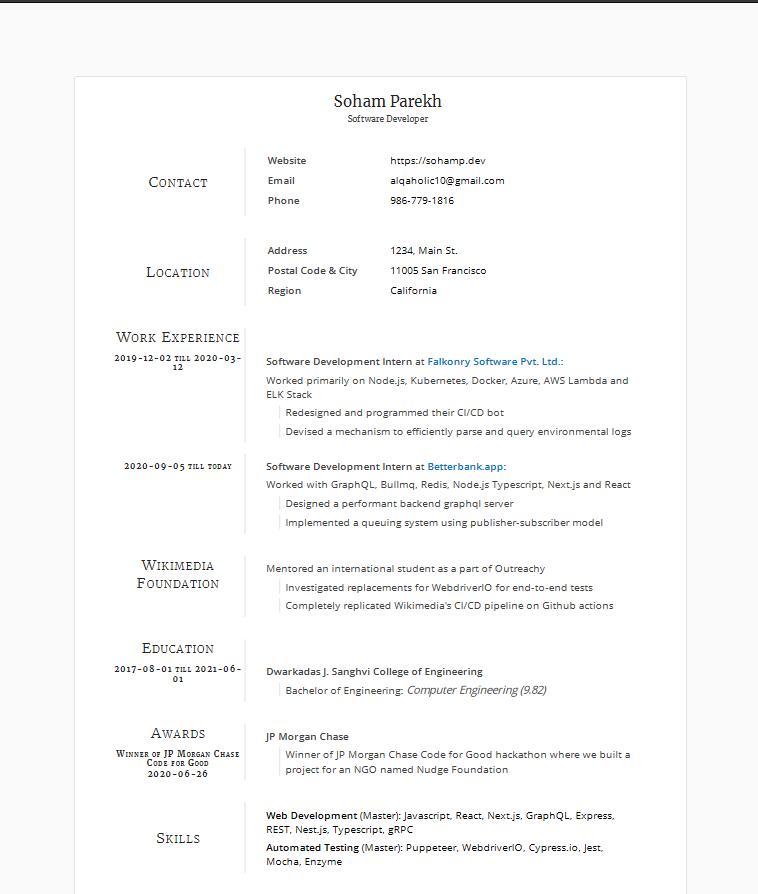 Soham Parekh
Software Developer
Contact
Website https://sohamp.dev
Email alqaholic10@gmail.com
Phone 986-779-1816
Location
Address 1234, Main St.
Postal Code & City 11005 San Francisco
Region California
Work Experience
2019-12-02 till 2020-03-
12
Software Development Intern at Falkonry Software Pvt. Ltd.:
Worked primarily on Node.js, Kubernetes, Docker, Azure, AWS Lambda and
ELK Stack
Redesigned and programmed their CI/CD bot
Devised a mechanism to efficiently parse and query environmental logs
2020-09-05 till today
Software Development Intern at Betterbank.app:
Worked with GraphQL, Bullmq, Redis, Node.js Typescript, Next.js and React
Designed a performant backend graphql server
Implemented a queuing system using publisher-subscriber model
Wikimedia
Foundation
Mentored an international student as a part of Outreachy
Investigated replacements for WebdriverIO for end-to-end tests
Completely replicated Wikimedia's CI/CD pipeline on Github actions
Education
2017-08-01 till 2021-06-
01
Dwarkadas J. Sanghvi College of Engineering
Bachelor of Engineering: Computer Engineering (9.82)
Awards
Winner of JP Morgan Chase
Code for Good
2020-06-26
JP Morgan Chase
Winner of JP Morgan Chase Code for Good hackathon where we built a
project for an NGO named Nudge Foundation
Skills
Web Development (Master): Javascript, React, Next.js, GraphQL, Express,
REST, Nest.js, Typescript, gRPC
Automated Testing (Master): Puppeteer, WebdriverIO, Cypress.io, Jest,
Mocha, Enzyme